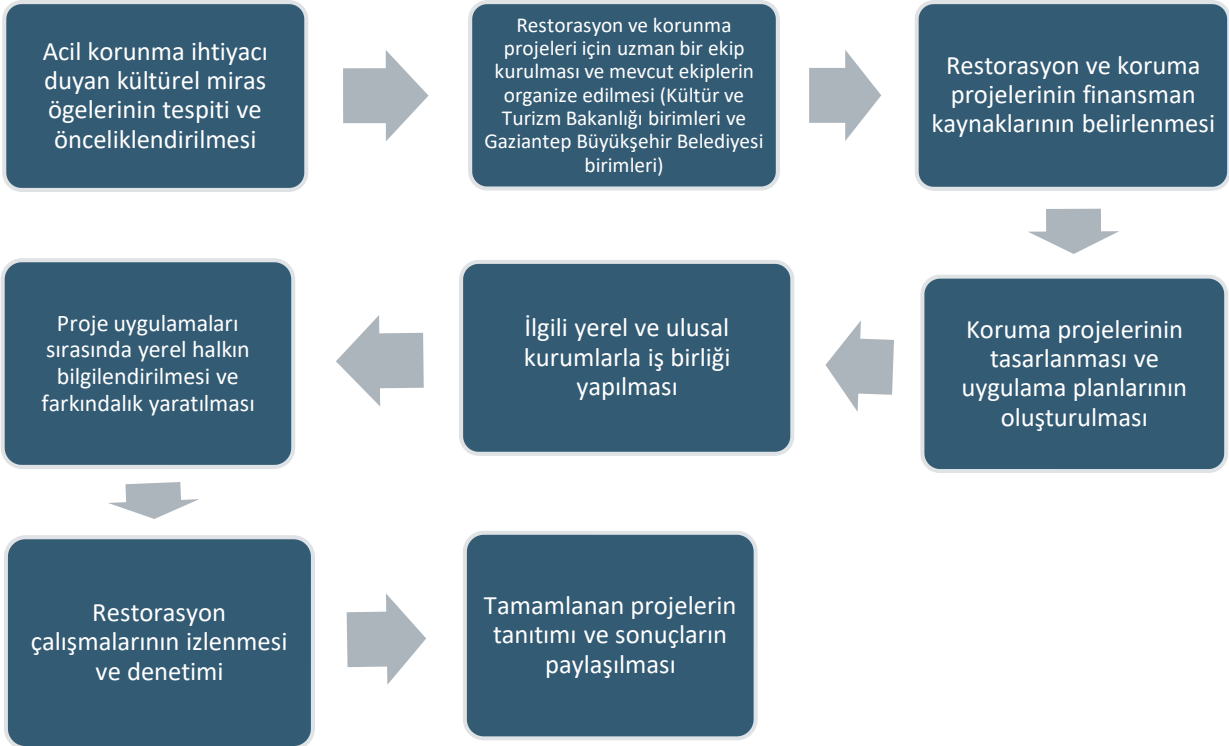 Acil korunma ihtiyacı
duyan kültürel miras
ögelerinin tespiti ve
önceliklendirilmesi
Restorasyon ve korunma
projeleri için uzman bir ekip
kurulması ve mevcut ekiplerin
organize edilmesi (Kültür ve
Turizm Bakanlığı birimleri ve
Gaziantep Büyükşehir Belediyesi
birimleri)
Restorasyon ve koruma
projelerinin finansman
kaynaklarının belirlenmesi
Koruma projelerinin
tasarlanması ve
uygulama planlarının
oluşturulması
İlgili yerel ve ulusal
kurumlarla iş birliği
yapılması
Proje uygulamaları
sırasında yerel halkın
bilgilendirilmesi ve
farkındalık yaratılması
Restorasyon
çalışmalarının izlenmesi
ve denetimi
Tamamlanan projelerin
tanıtımı ve sonuçların
paylaşılması